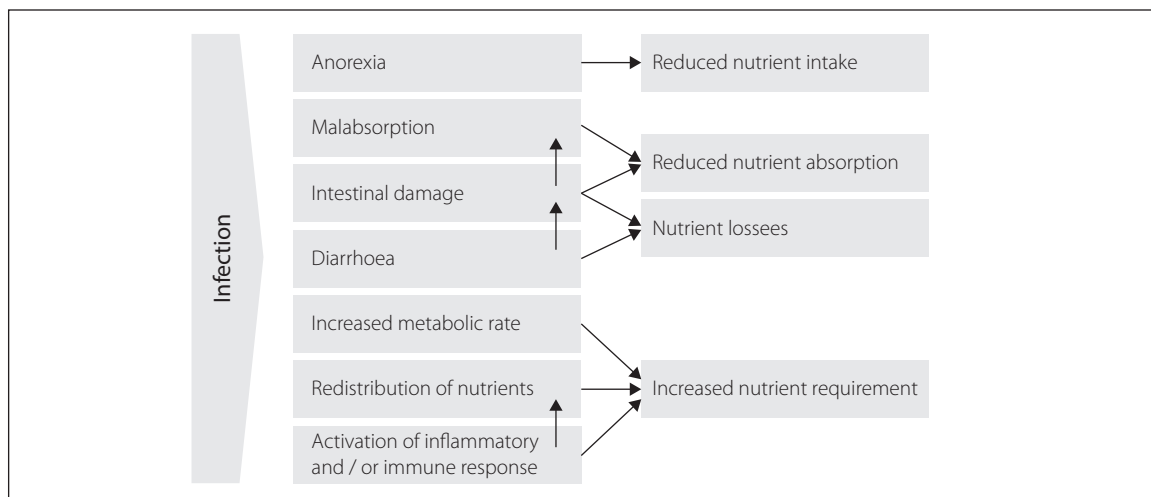 Infection
Anorexia
Reduced nutrient intake
Malabsorption
Reduced nutrient absorption
Intestinal damage
Nutrient lossees
Diarrhoea
Increased metabolic rate
Redistribution of nutrients
Increased nutrient requirement
Activation of inflammatory
and / or immune response